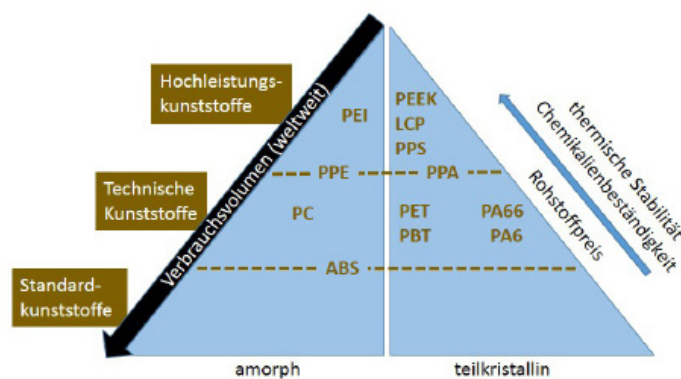 Hochleistungs-
kunststoffe
Technische
Kunststoffe
Standard-
kunststoffe
Verbrauchsvolumen (weltweit)
PEI
PEEK
LCP
PPS
PPE
PPA
PC
PET
PBT
PA66
PA6
ABS
amorph
teilkristallin
thermische Stabilität
Chemikalienbeständigkeit
Rohstoffpreis